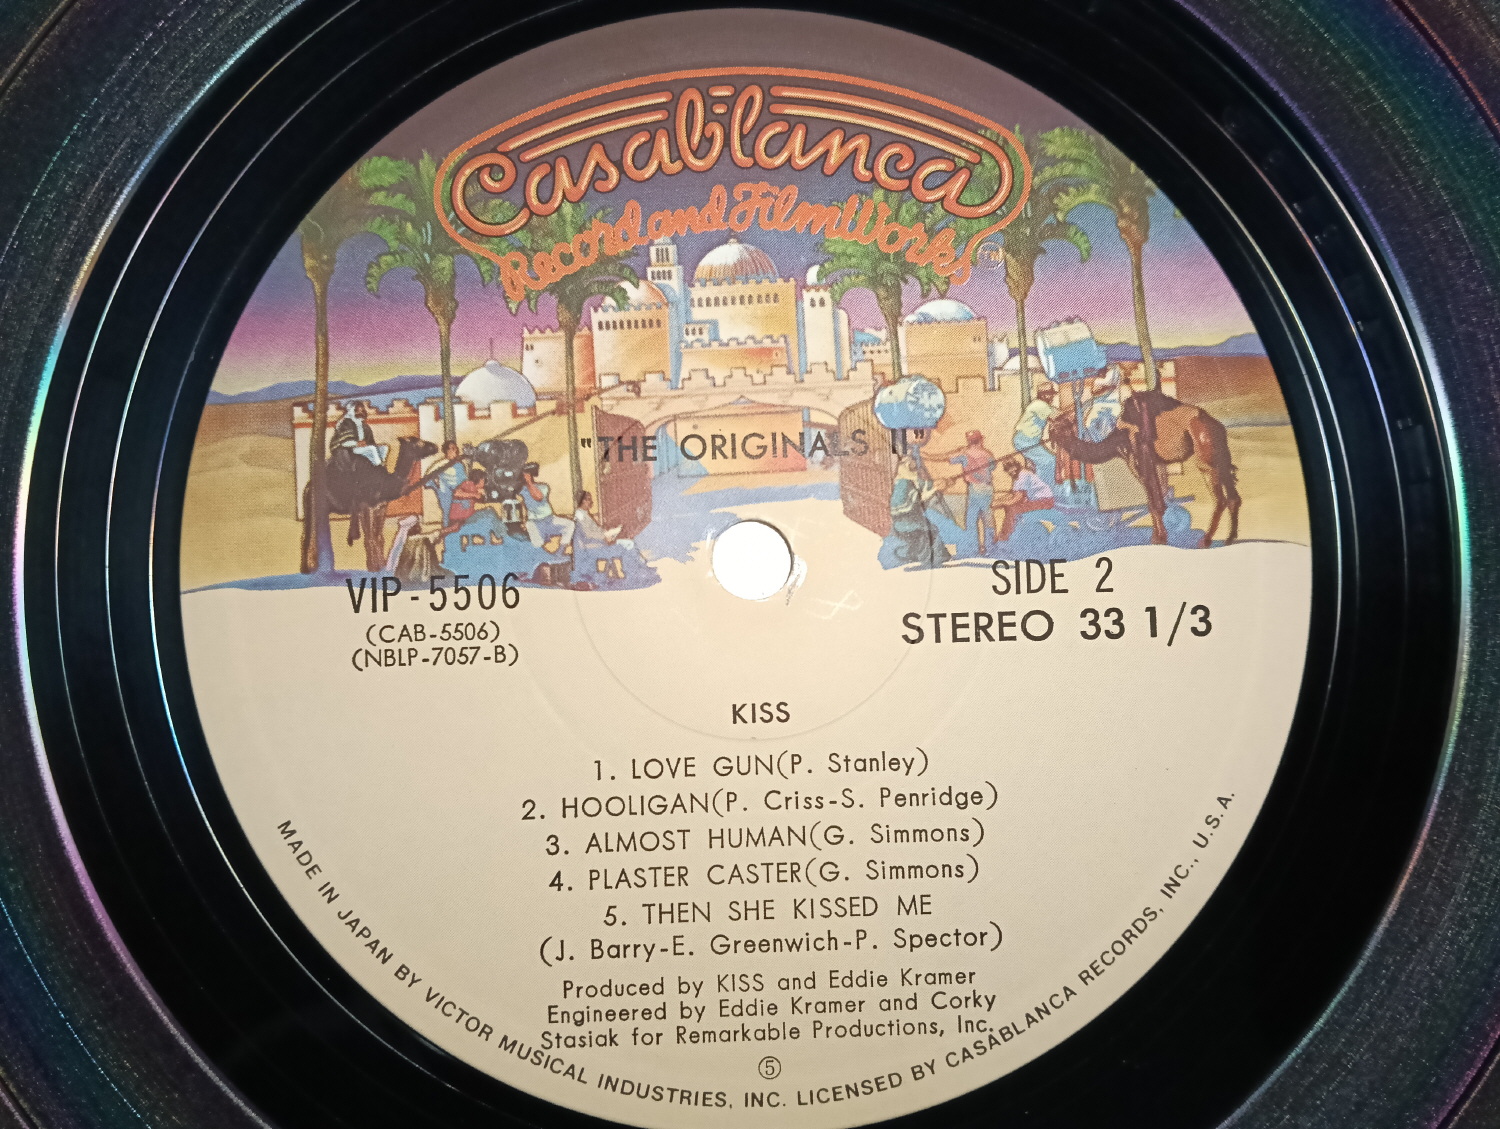 Casablanca
Record and FilmWorks
TM
"THE ORIGINALS II"
VIP-5506
(CAB-5506)
(NBLP-7057-B)
SIDE 2
STEREO 33 1/3
KISS
1. LOVE GUN(P. Stanley)
2. HOOLIGAN(P. Criss-S. Penridge)
3. ALMOST HUMAN(G. Simmons)
4. PLASTER CASTER(G. Simmons)
5. THEN SHE KISSED ME
(J. Barry-E. Greenwich-P. Spector)
Produced by KISS and Eddie Kramer
Engineered by Eddie Kramer and Corky
Stasiak for Remarkable Productions, Inc.
⑤
MADE IN JAPAN BY VICTOR MUSICAL INDUSTRIES, INC. LICENSED BY CASABLANCA RECORDS, INC., U.S.A.